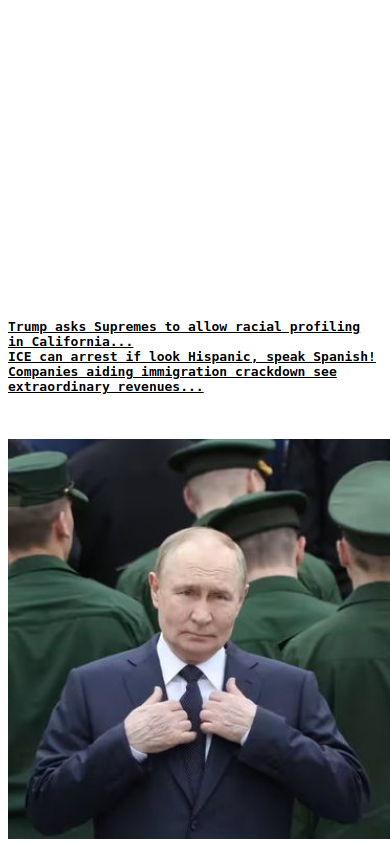 Trump asks Supremes to allow racial profiling
in California...
ICE can arrest if look Hispanic, speak Spanish!
Companies aiding immigration crackdown see
extraordinary revenues...